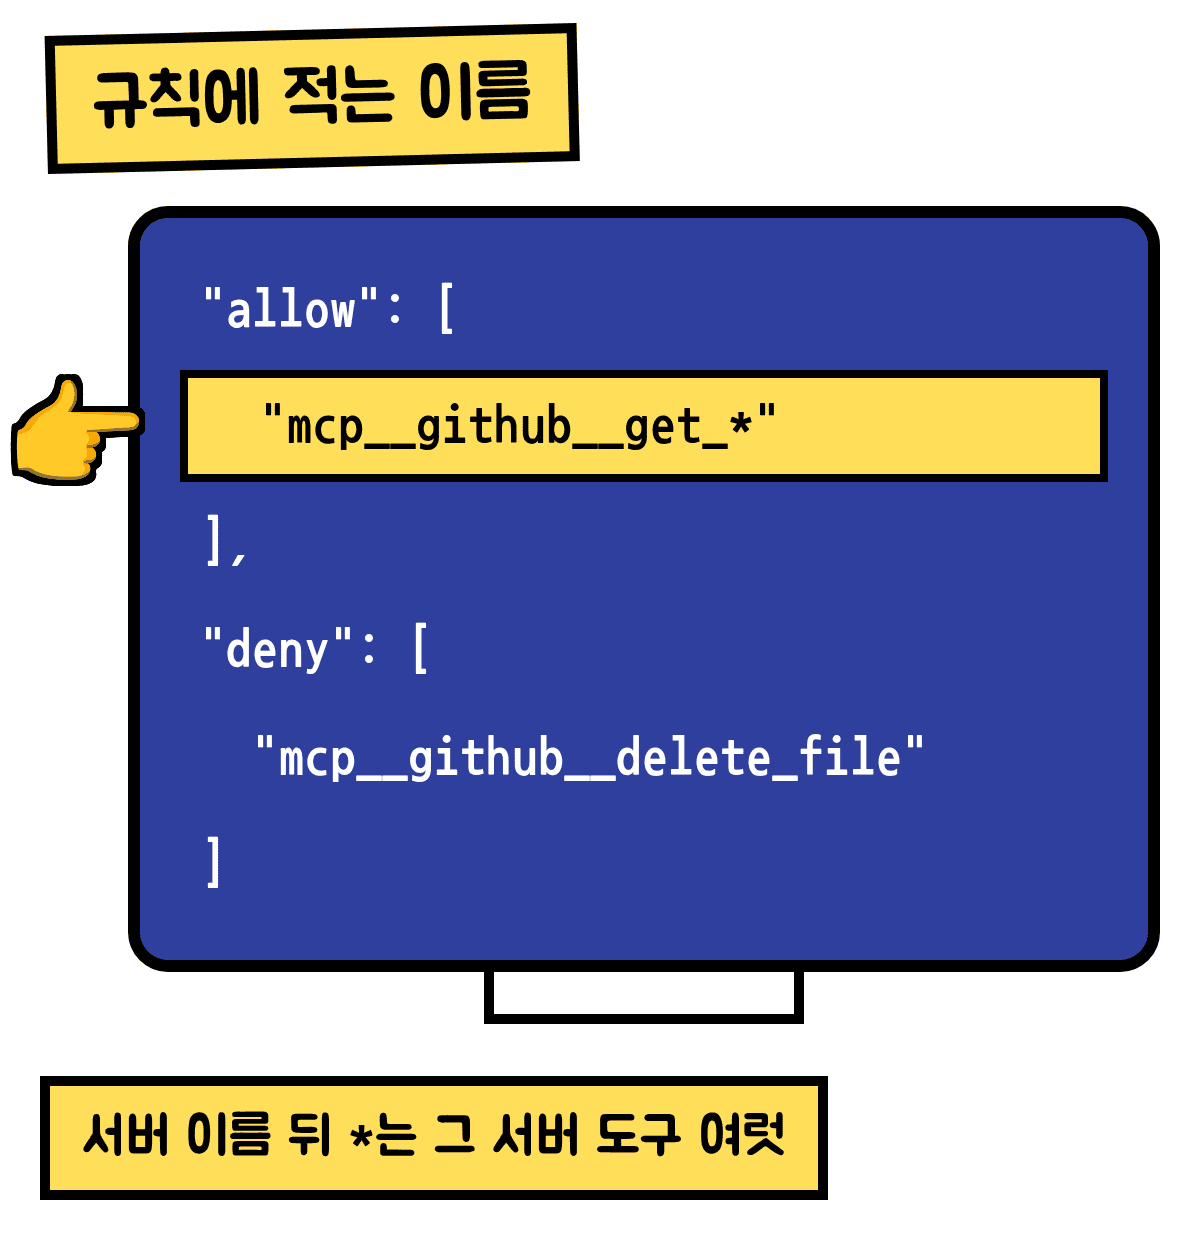 규칙에 적는 이름
"allow": [
"mcp__github__get_*"
],
"deny": [
"mcp__github__delete_file"
]
서버 이름 뒤 *는 그 서버 도구 여럿